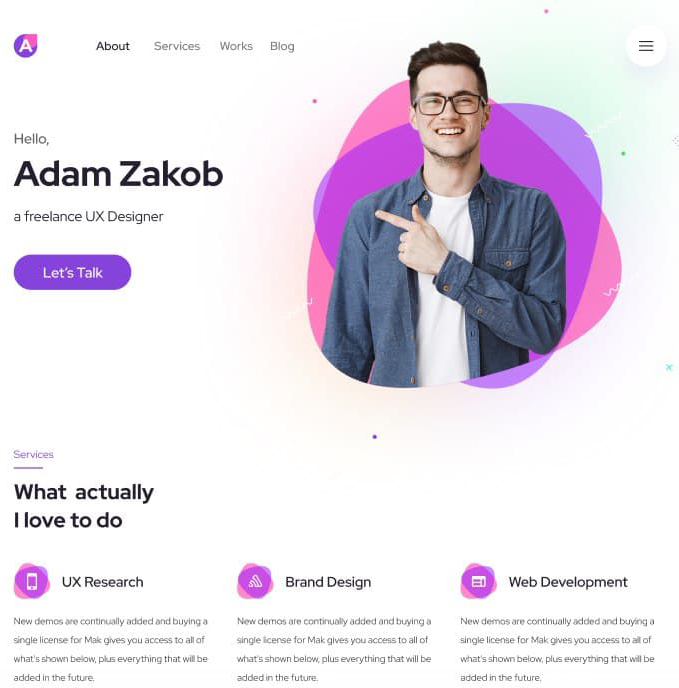 A
About Services Works Blog
Hello,
Adam Zakob
a freelance UX Designer
Let's Talk
Services
What actually
I love to do
UX Research
New demos are continually added and buying a
single license for Mak gives you access to all of
what's shown below, plus everything that will be
added in the future.
Brand Design
New demos are continually added and buying a
single license for Mak gives you access to all of
what's shown below, plus everything that will be
added in the future.
Web Development
New demos are continually added and buying a
single license for Mak gives you access to all of
what's shown below, plus everything that will be
added in the future.